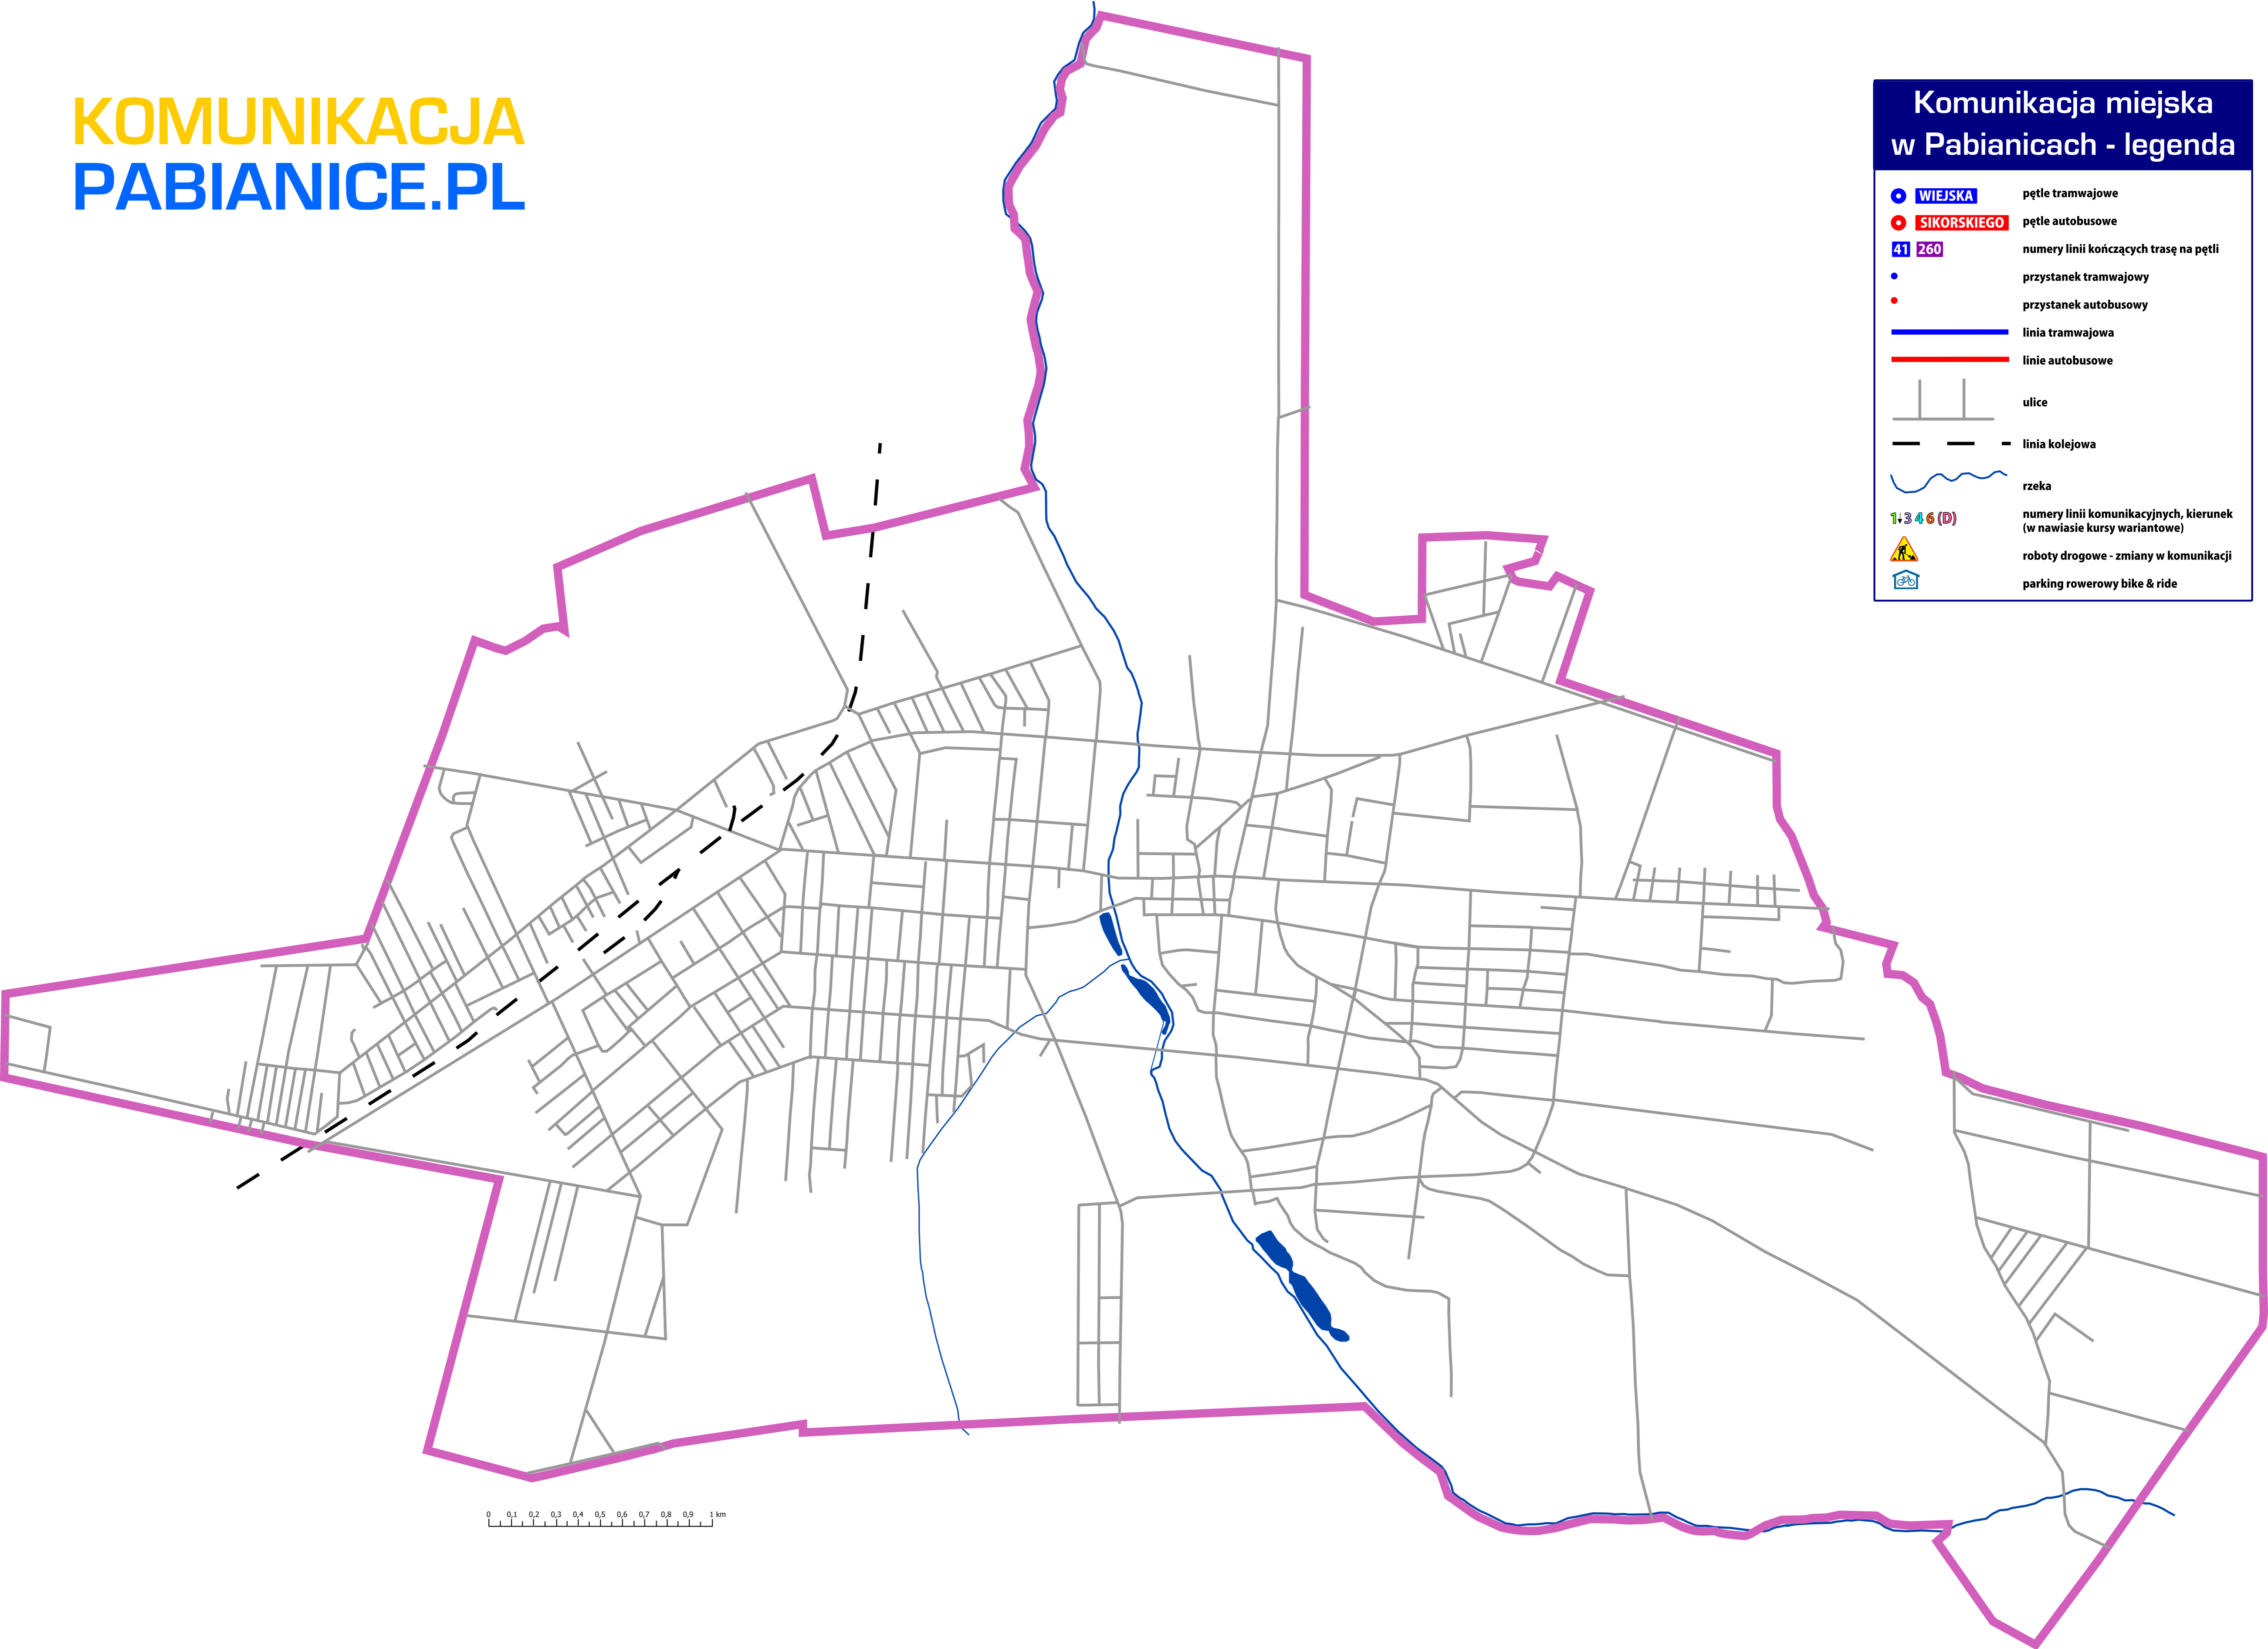 KOMUNIKACJA
PABIANICE.PL
Komunikacja miejska
w Pabianicach - legenda
WIEJSKA pętle tramwajowe
SIKORSKIEGO pętle autobusowe
41 260 numery linii kończących trasę na pętli
przystanek tramwajowy
przystanek autobusowy
linia tramwajowa
linie autobusowe
ulice
linia kolejowa
rzeka
1 3 4 6 (D) numery linii komunikacyjnych, kierunek
(w nawiasie kursy wariantowe)
roboty drogowe - zmiany w komunikacji
parking rowerowy bike & ride
0 0,1 0,2 0,3 0,4 0,5 0,6 0,7 0,8 0,9 1 km